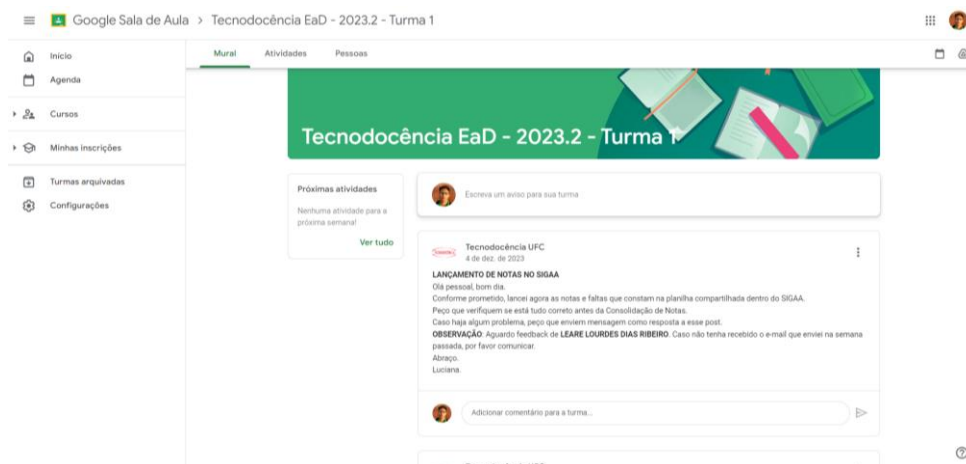 Google Sala de Aula > Tecnodocência EaD - 2023.2 - Turma 1
Início
Agenda
Cursos
Minhas inscrições
Turmas arquivadas
Configurações
Mural Atividades Pessoas
Tecnodocência EaD - 2023.2 - Turma 1
Próximas atividades
Nenhuma atividade para a
próxima semana!
Ver tudo
Escreva um aviso para sua turma
Tecnodocência UFC
4 de dez. de 2023
LANÇAMENTO DE NOTAS NO SIGAA
Olá pessoal, bom dia.
Conforme prometido, lancei agora as notas e faltas que constam na planilha compartilhada dentro do SIGAA.
Peço que verifiquem se está tudo correto antes da Consolidação de Notas.
Caso haja algum problema, peço que enviem mensagem como resposta a esse post.
OBSERVAÇÃO: Aguardo feedback de LEARE LOURDES DIAS RIBEIRO. Caso não tenha recebido o e-mail que enviei na semana
passada, por favor comunicar.
Abraço.
Luciana.
Adicionar comentário para a turma...